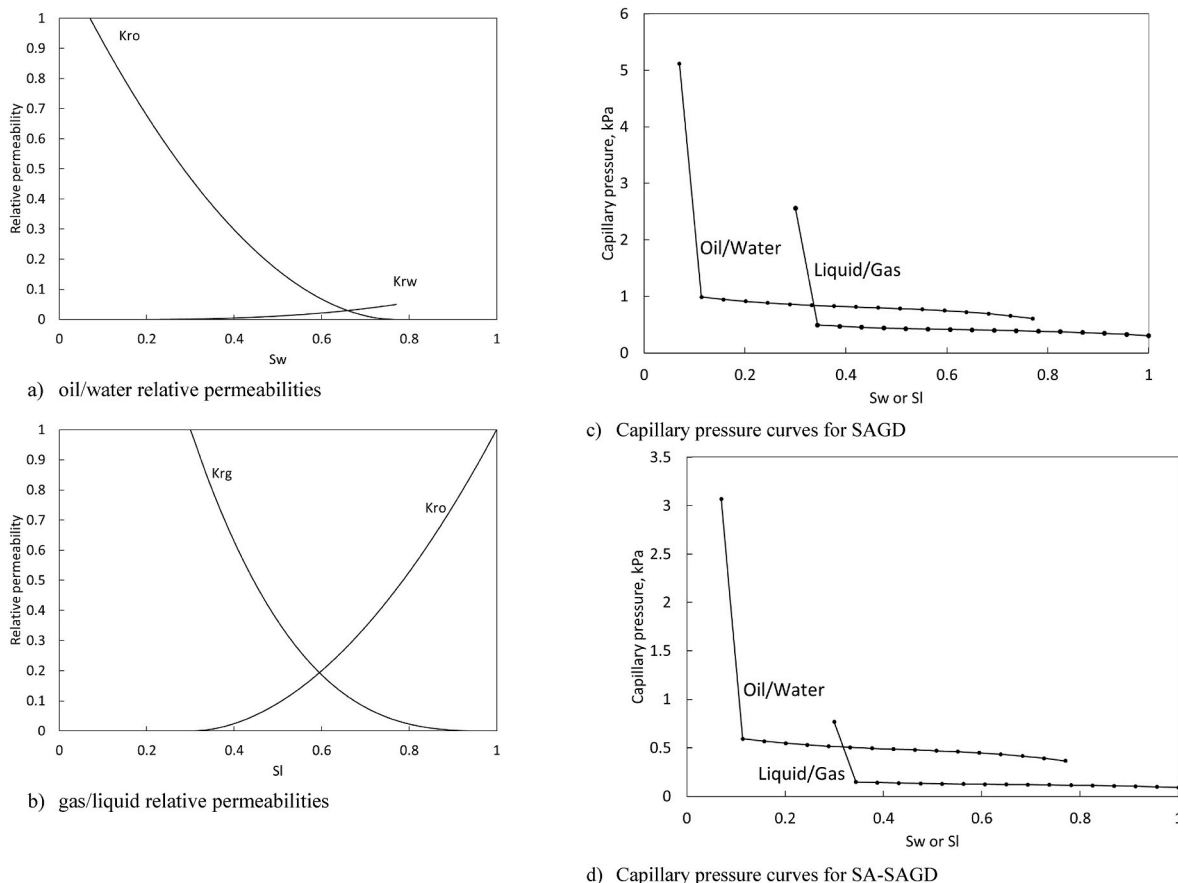 1
0.9
0.8
0.7
0.6
0.5
0.4
0.3
0.2
0.1
0
Relative permeability
Kro
Krw
0 0.2 0.4 0.6 0.8 1
Sw
a) oil/water relative permeabilities
1
0.9
0.8
0.7
0.6
0.5
0.4
0.3
0.2
0.1
0
Relative permeability
Krg
Kro
0 0.2 0.4 0.6 0.8 1
Sl
b) gas/liquid relative permeabilities
6
5
4
3
2
1
0
Capillary pressure, kPa
Oil/Water
Liquid/Gas
0 0.2 0.4 0.6 0.8 1
Sw or Sl
c) Capillary pressure curves for SAGD
3.5
3
2.5
2
1.5
1
0.5
0
Capillary pressure, kPa
Oil/Water
Liquid/Gas
0 0.2 0.4 0.6 0.8 1
Sw or Sl
d) Capillary pressure curves for SA-SAGD